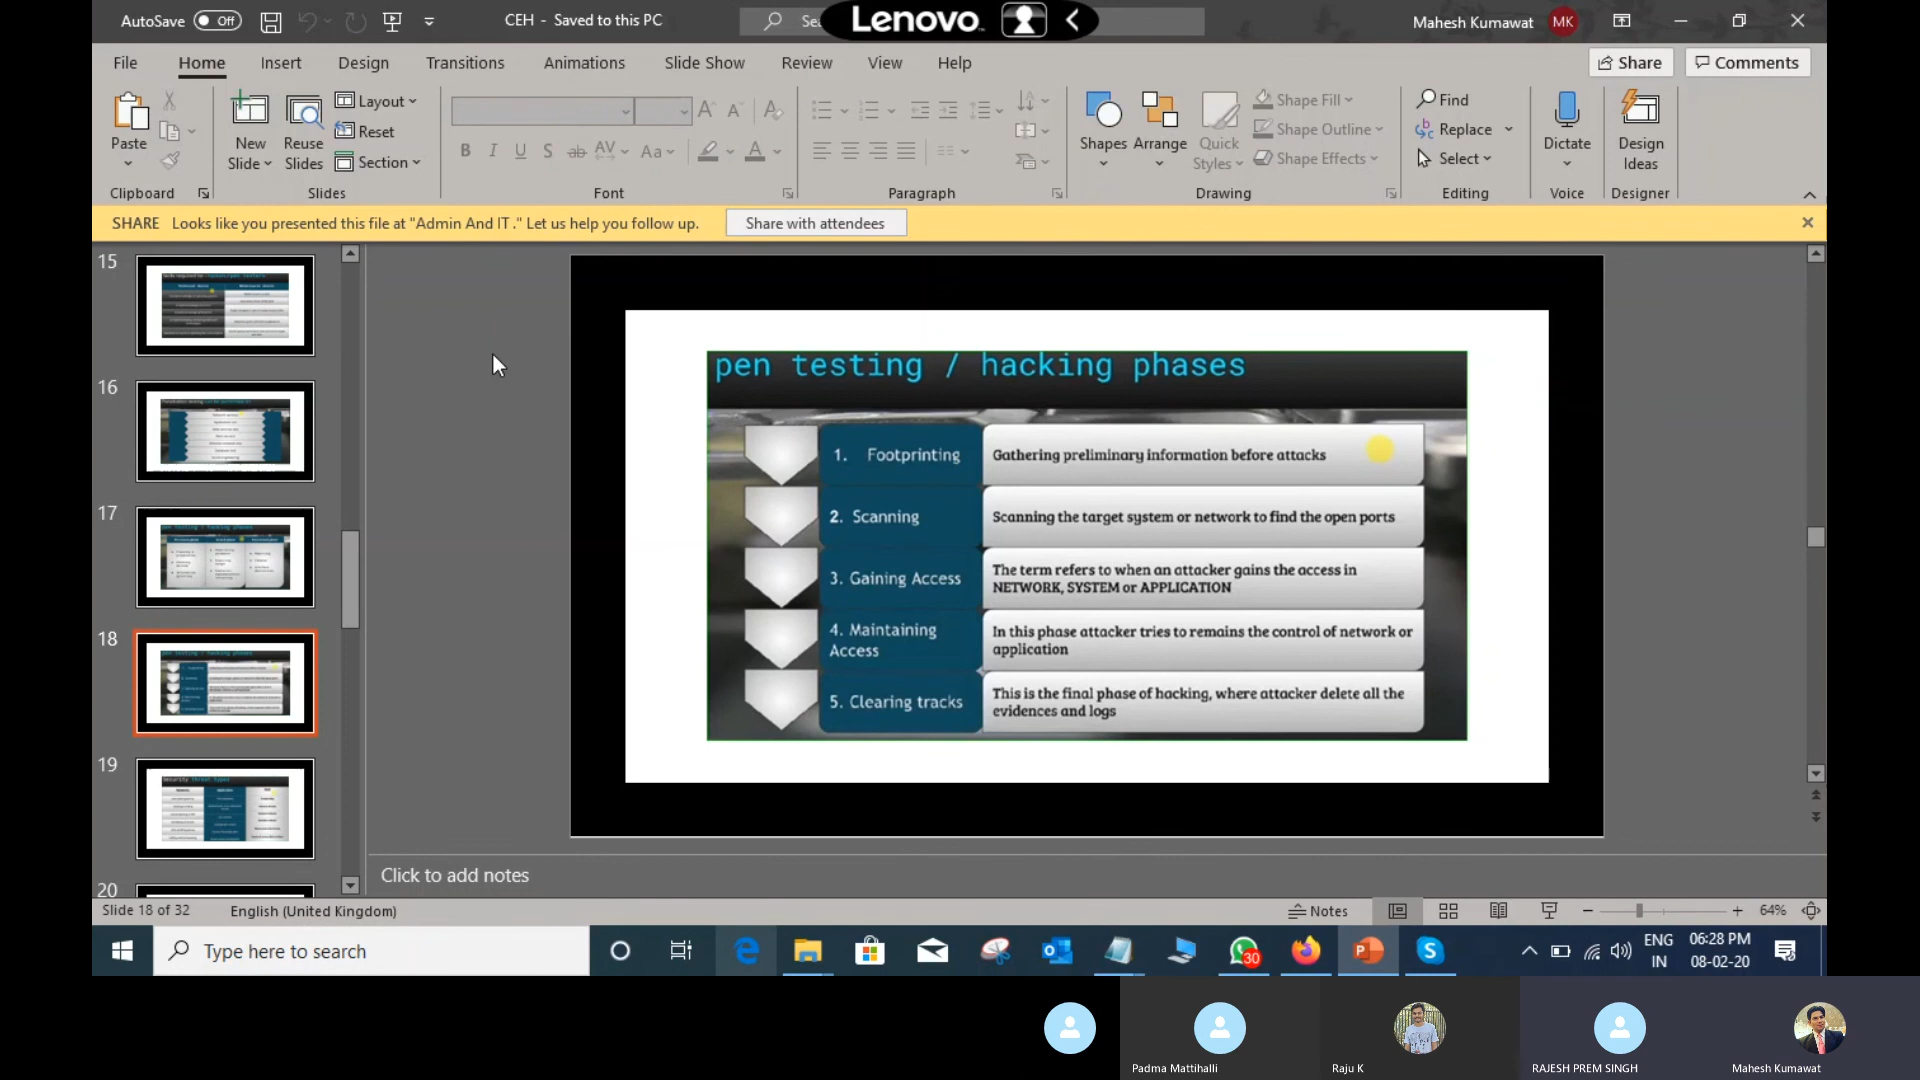 AutoSave Off
CEH - Saved to this PC
Lenovo
Mahesh Kumawat MK
File Home Insert Design Transitions Animations Slide Show Review View Help
Share Comments
Paste
New Slide
Reuse Slides
Layout
Reset
Section
Shapes Arrange
Quick Styles
Shape Fill
Shape Outline
Shape Effects
Find
Replace
Select
Dictate
Design Ideas
Clipboard Slides Font Paragraph Drawing Editing Voice Designer
SHARE Looks like you presented this file at "Admin And IT ." Let us help you follow up. Share with attendees
15
16
17
18
19
20
pen testing / hacking phases
1. Footprinting Gathering preliminary information before attacks
2. Scanning Scanning the target system or network to find the open ports
3. Gaining Access The term refers to when an attacker gains the access in
NETWORK, SYSTEM or APPLICATION
4. Maintaining Access In this phase attacker tries to remains the control of network or
application
5. Clearing tracks This is the final phase of hacking, where attacker delete all the
evidences and logs
Click to add notes
Slide 18 of 32 English (United Kingdom) Notes 64%
Type here to search
30
ENG
IN
06:28 PM
08-02-20
Padma Mattihalli
Raju K
RAJESH PREM SINGH
Mahesh Kumawat